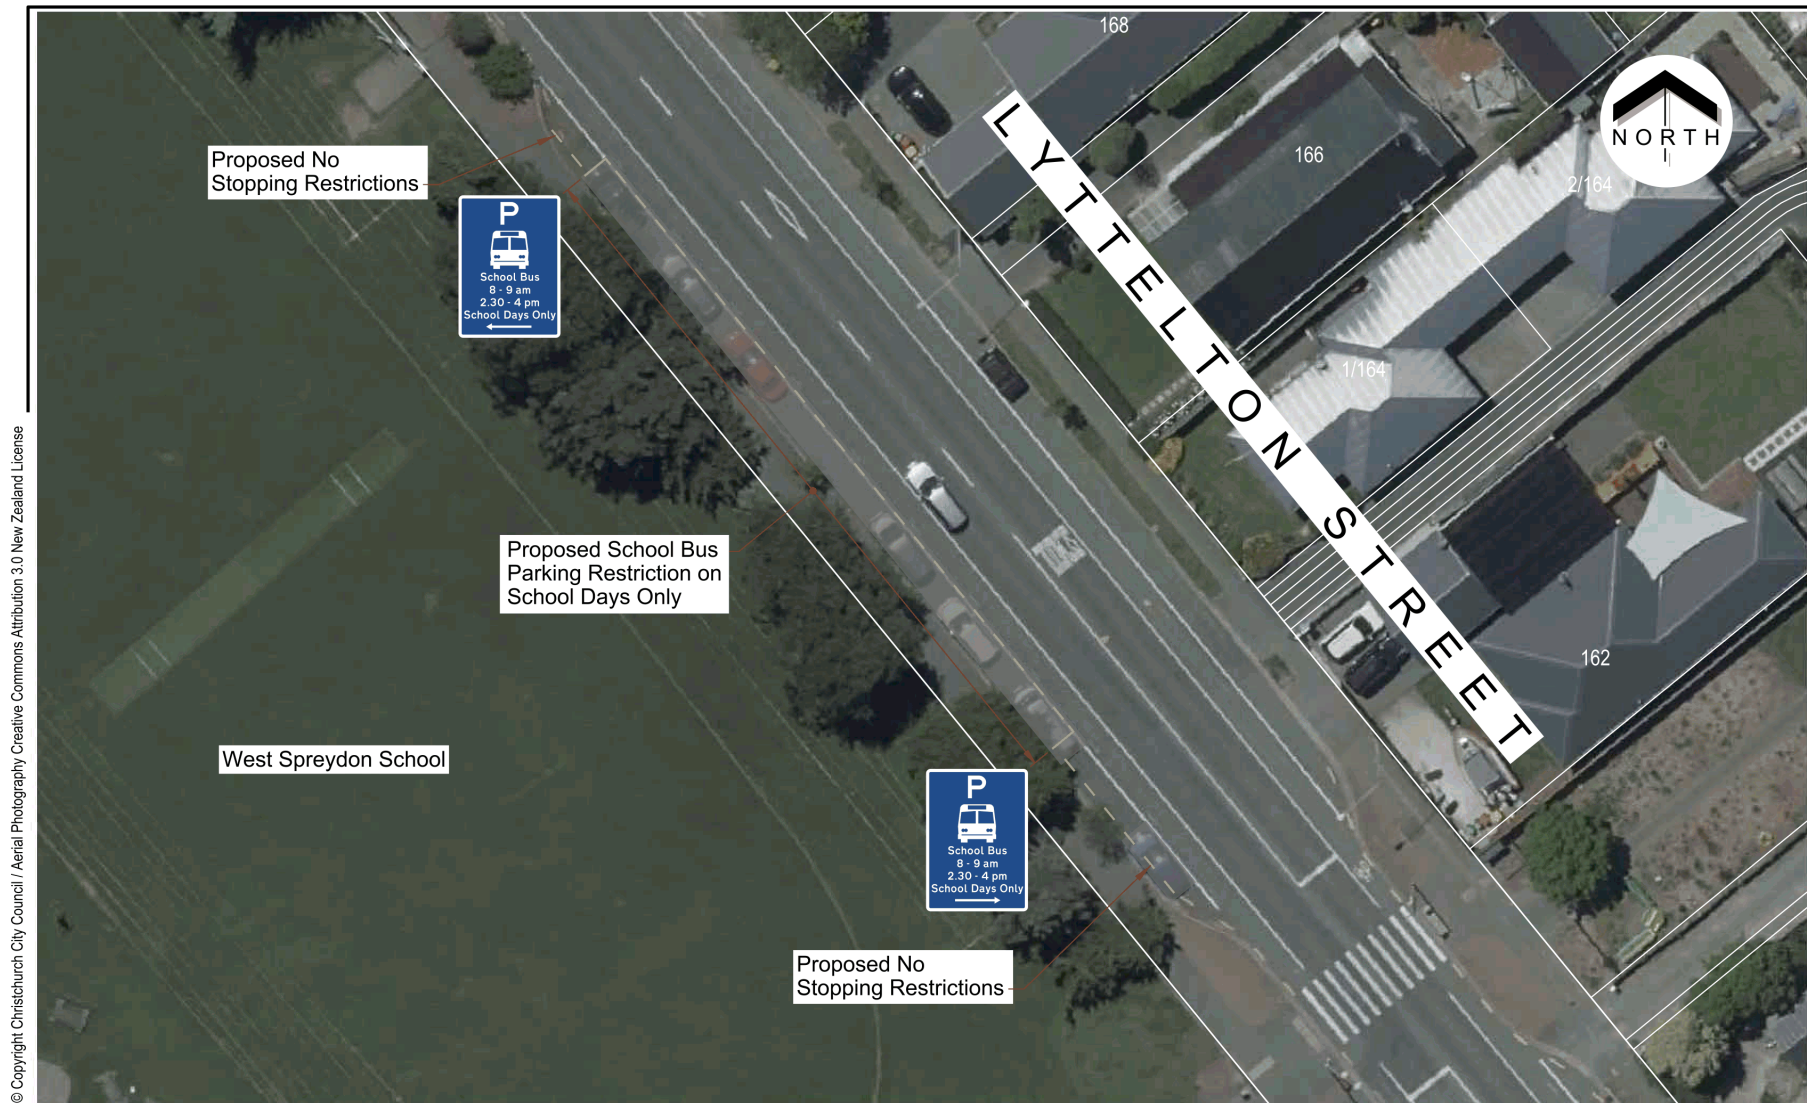 168
NORTH
Proposed No
Stopping Restrictions
166
2/164
P
School Bus
8 - 9 am
2.30 - 4 pm
School Days Only
LYTTELTON STREET
1/164
Proposed School Bus
Parking Restriction on
School Days Only
162
West Spreydon School
P
School Bus
8 - 9 am
2.30 - 4 pm
School Days Only
Proposed No
Stopping Restrictions
© Copyright Christchurch City Council / Aerial Photography Creative Commons Attribution 3.0 New Zealand License